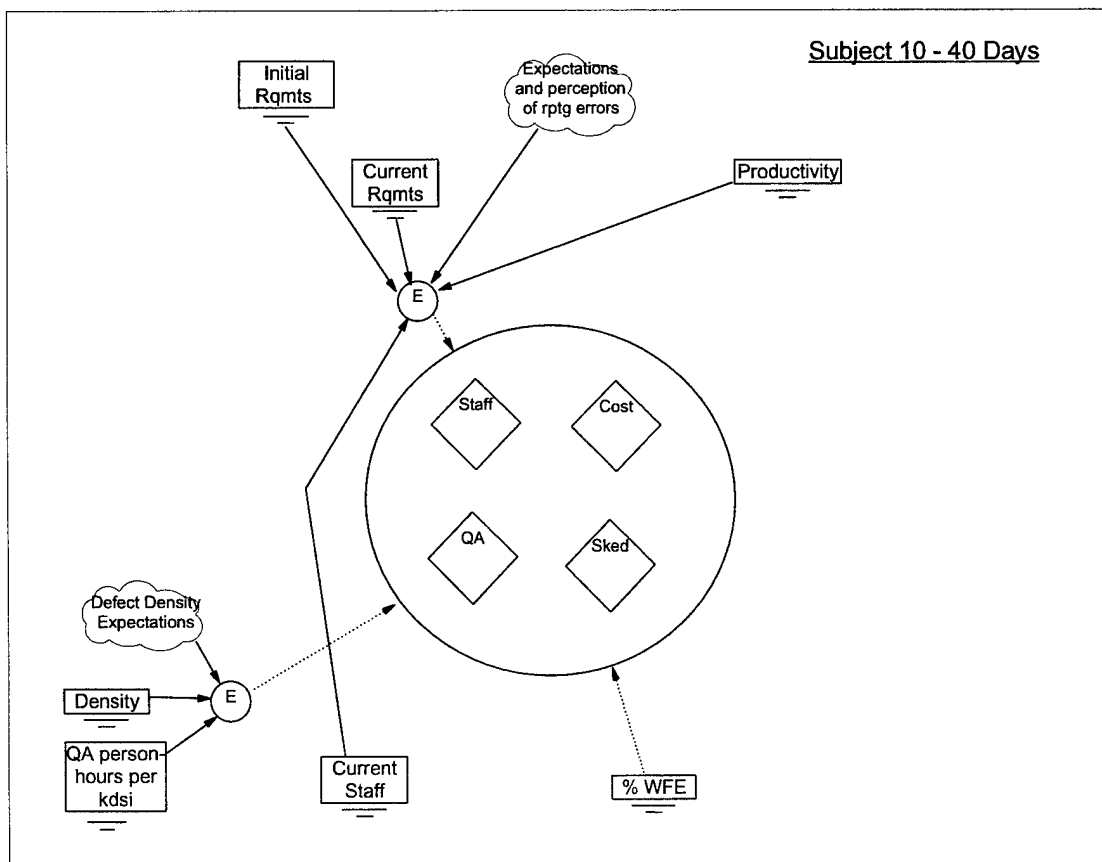 Subject 10 - 40 Days
Initial
Rqmts
Expectations
and perception
of rptg errors
Current
Rqmts
Productivity
E
Staff
Cost
QA
Sked
Defect Density
Expectations
E
Density
QA person-
hours per
kdsi
Current
Staff
% WFE